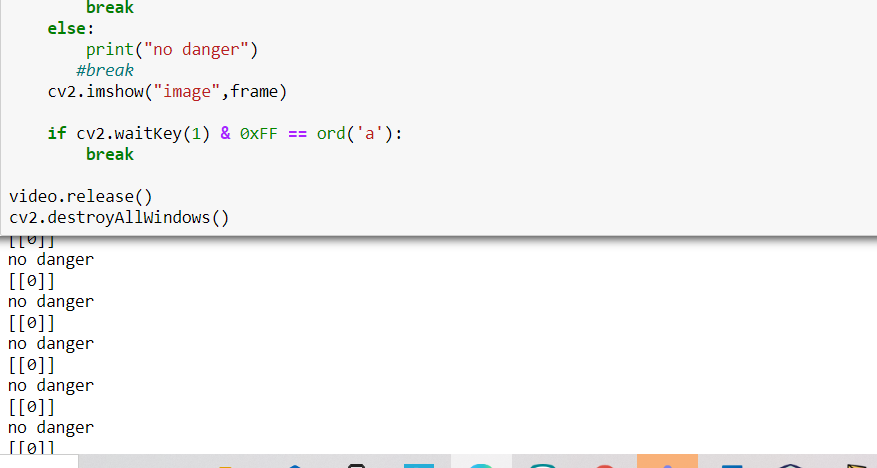 break
else:
print("no danger")
#break
cv2.imshow("image",frame)
if cv2.waitKey(1) & 0xFF == ord('a'):
break
video.release()
cv2.destroyAllWindows()
[[0]]
no danger
[[0]]
no danger
[[0]]
no danger
[[0]]
no danger
[[0]]
no danger
[[0]]